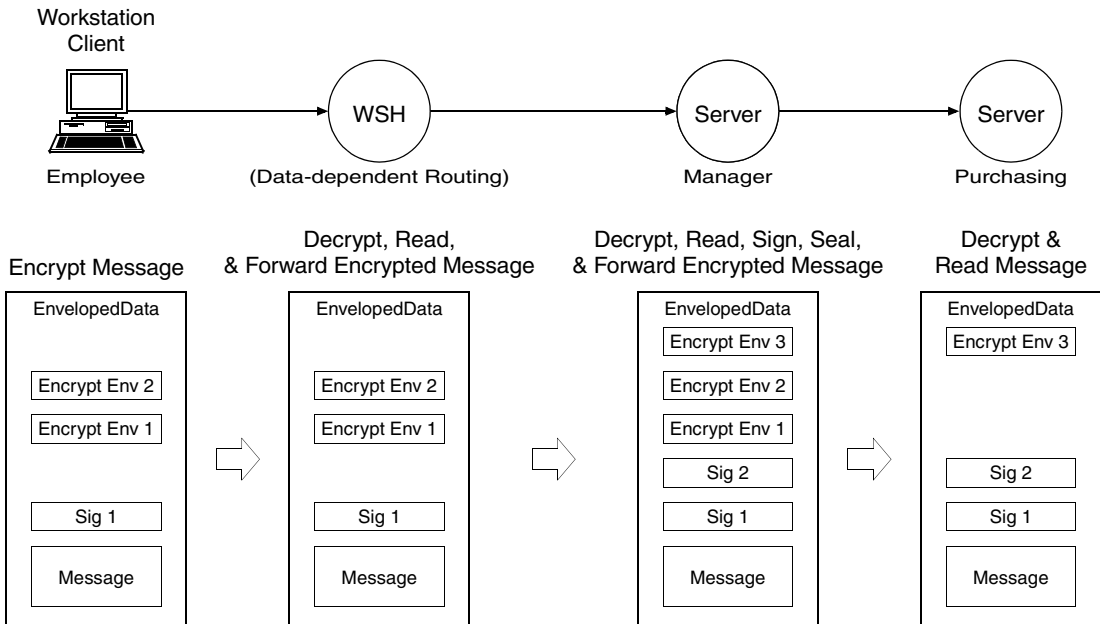 Workstation
Client
WSH
Server
Server
Employee
(Data-dependent Routing)
Manager
Purchasing
Encrypt Message
Decrypt, Read,
& Forward Encrypted Message
Decrypt, Read, Sign, Seal,
& Forward Encrypted Message
Decrypt &
Read Message
EnvelopedData
Encrypt Env 2
Encrypt Env 1
Sig 1
Message
EnvelopedData
Encrypt Env 2
Encrypt Env 1
Sig 1
Message
EnvelopedData
Encrypt Env 3
Encrypt Env 2
Encrypt Env 1
Sig 2
Sig 1
Message
EnvelopedData
Encrypt Env 3
Sig 2
Sig 1
Message